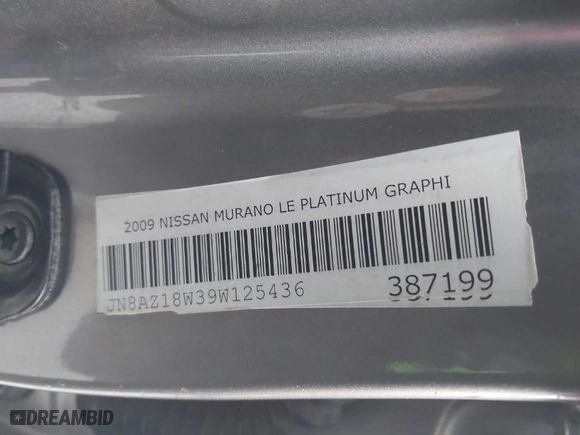 2009 NISSAN MURANO LE PLATINUM GRAPHI
JN8AZ18W39W125436 387199
DREAMBID